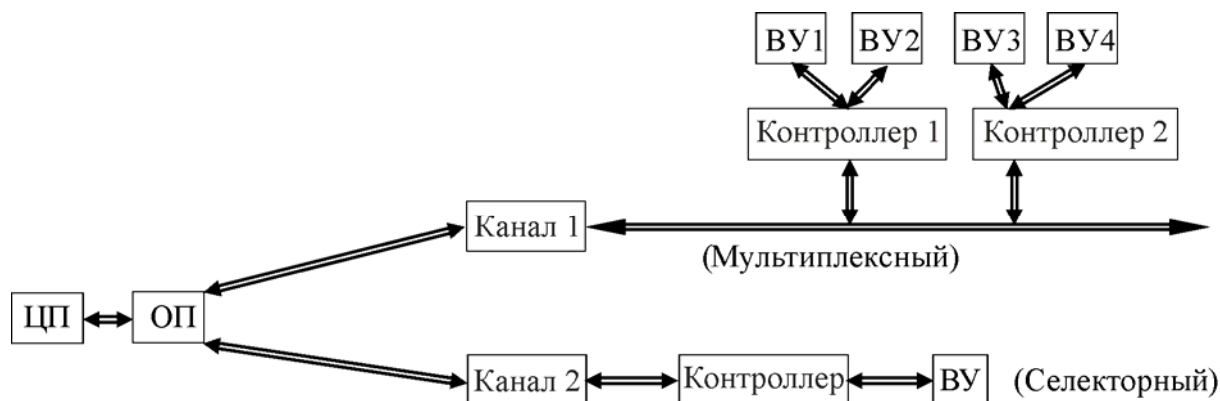 ВУ1 ВУ2 ВУ3 ВУ4
Контроллер 1 Контроллер 2
Канал 1
(Мультиплексный)
ЦП ОП
Канал 2 Контроллер ВУ (Селекторный)